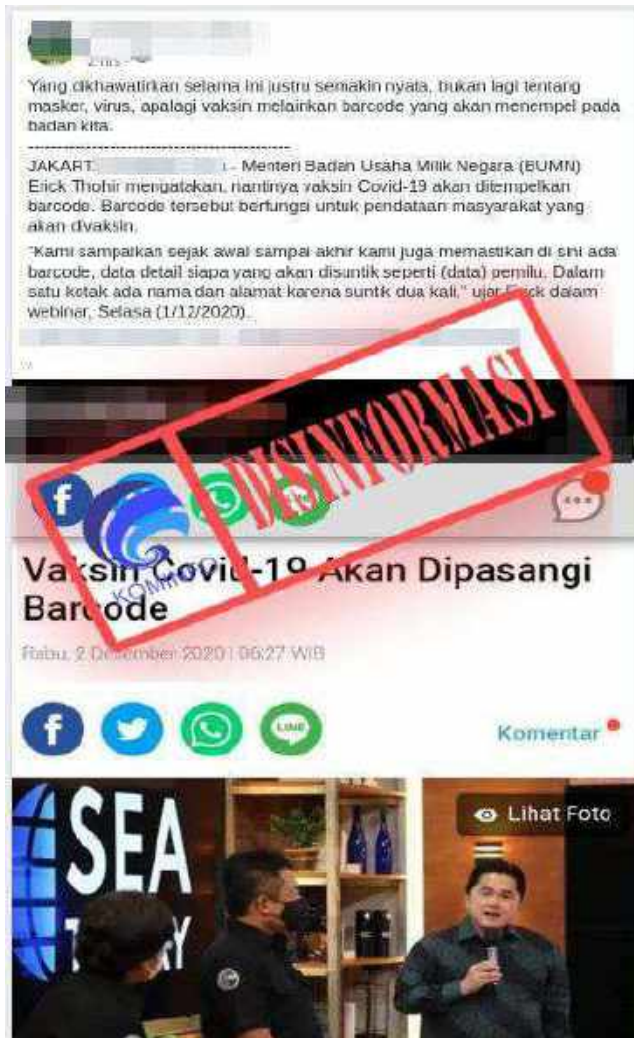 2 hrs
Yang dikhawatirkan selama ini justru semakin nyata, bukan lagi tentang
masker, virus, apalagi vaksin melainkan barcode yang akan menempel pada
badan kita.
--------------------------------------------
JAKART - Menteri Badan Usaha Milik Negara (BUMN)
Erick Thohir mengatakan, nantinya vaksin Covid-19 akan ditempelkan
barcode. Barcode tersebut berfungsi untuk pendataan masyarakat yang
akan divaksin.
"Kami sampaikan sejak awal sampai akhir kami juga memastikan di sini ada
barcode, data detail siapa yang akan disuntik seperti (data) pemilu. Dalam
satu kotak ada nama dan alamat karena suntik dua kali," ujar Erick dalam
webinar, Selasa (1/12/2020).
DISINFORMASI
KOMINFO
Vaksin Covid-19 Akan Dipasangi
Barcode
Rabu, 2 Desember 2020 | 06:27 WIB
LINE
Komentar
Lihat Foto
SEA